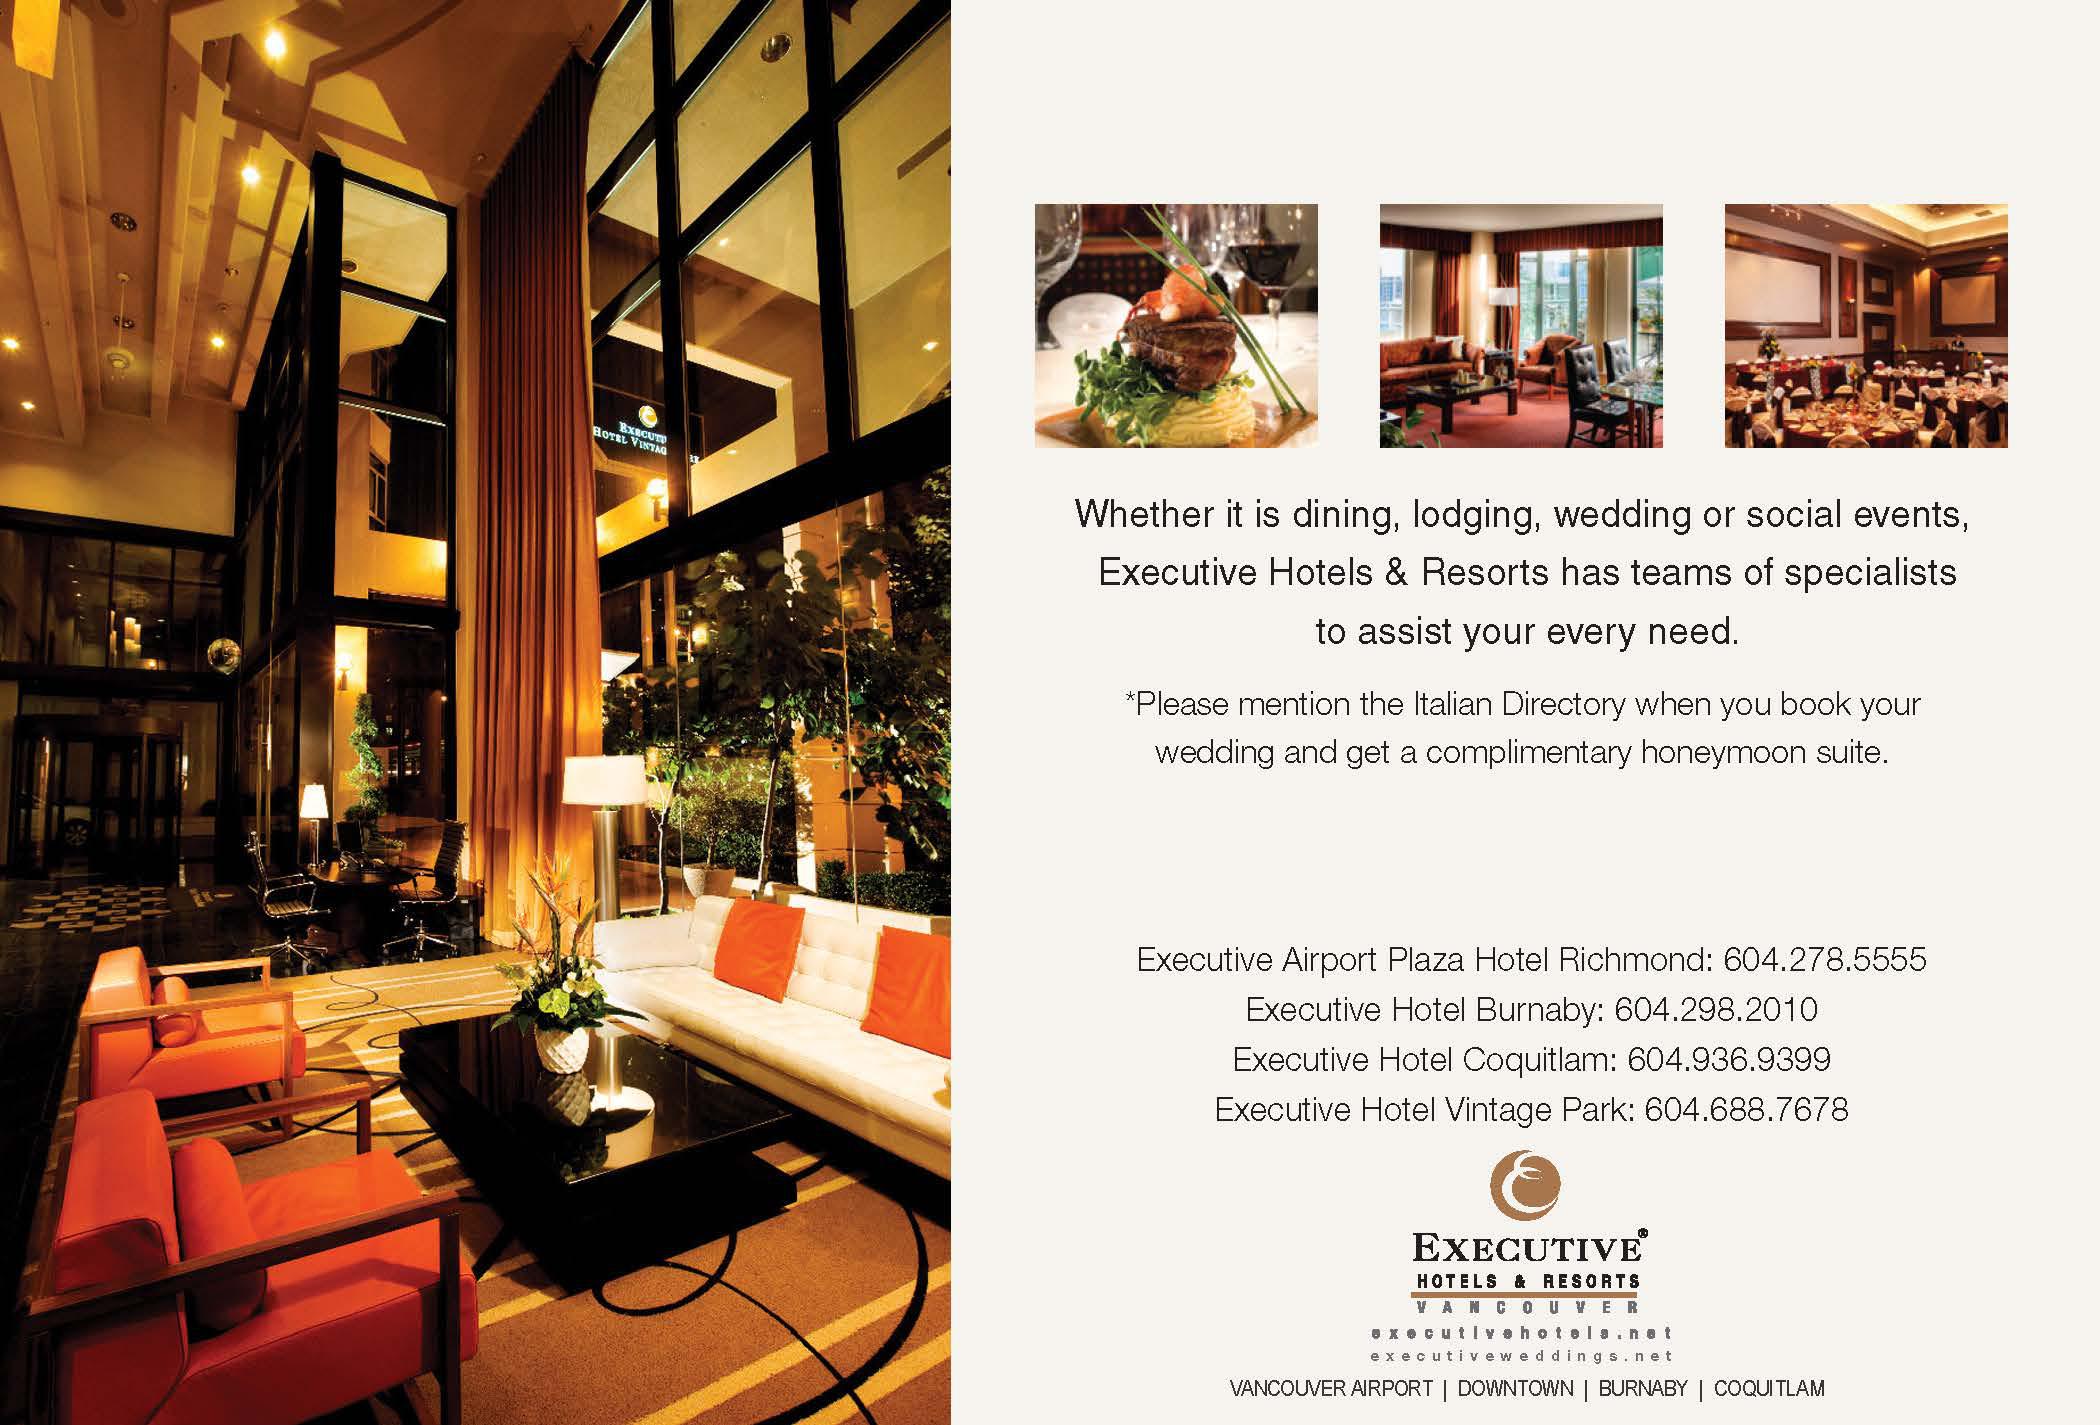 EXECUTI
HOTEL VINTAG
Whether it is dining, lodging, wedding or social events,
Executive Hotels & Resorts has teams of specialists
to assist your every need.
*Please mention the Italian Directory when you book your
wedding and get a complimentary honeymoon suite.
Executive Airport Plaza Hotel Richmond: 604.278.5555
Executive Hotel Burnaby: 604.298.2010
Executive Hotel Coquitlam: 604.936.9399
Executive Hotel Vintage Park: 604.688.7678
EXECUTIVE®
HOTELS & RESORTS
VANCOUVER
executivehotels.net
executiveweddings.net
VANCOUVER AIRPORT | DOWNTOWN | BURNABY | COQUITLAM